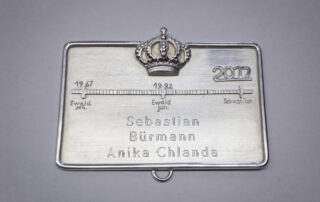 2017
1967 1992
Ewald sen. Ewald jun. Sebastian
Sebastian
Bürmann
Anika Chlanda